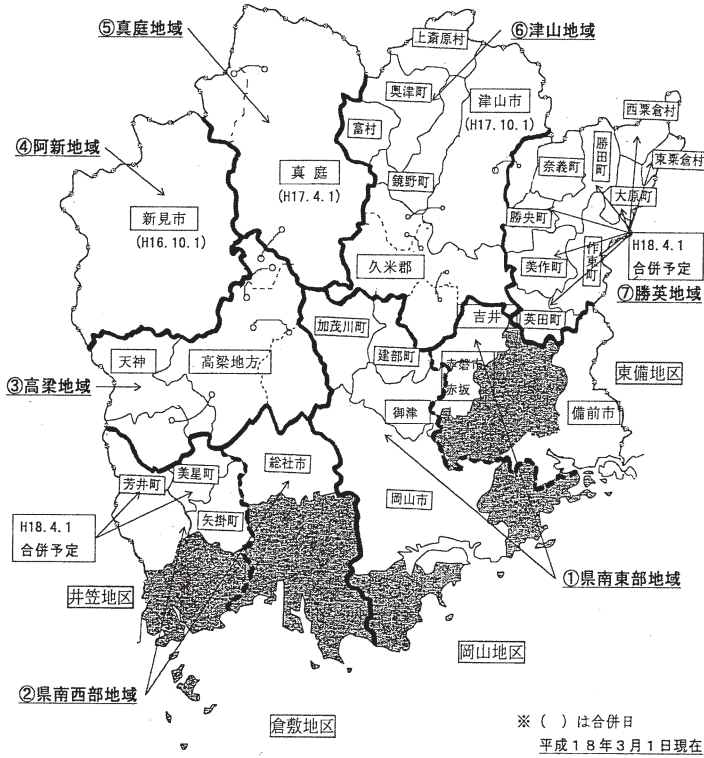 ⑤真庭地域
⑥津山地域
上斎原村
奥津町
津山市
(H17.10.1)
西粟倉村
富村
勝田町
④阿新地域
奈義町
東粟倉村
真庭
(H17.4.1)
鏡野町
大原町
新見市
(H16.10.1)
勝央町
H18.4.1
合併予定
久米郡
美作町
作東町
⑦勝英地域
加茂川町
吉井
英田町
天神
高梁地方
建部町
赤磐市
東備地区
③高梁地域
赤坂
御津
備前市
総社市
美星町
芳井町
岡山市
H18.4.1
合併予定
矢掛町
①県南東部地域
井笠地区
岡山地区
②県南西部地域
倉敷地区
※（ ）は合併日
平成18年3月1日現在